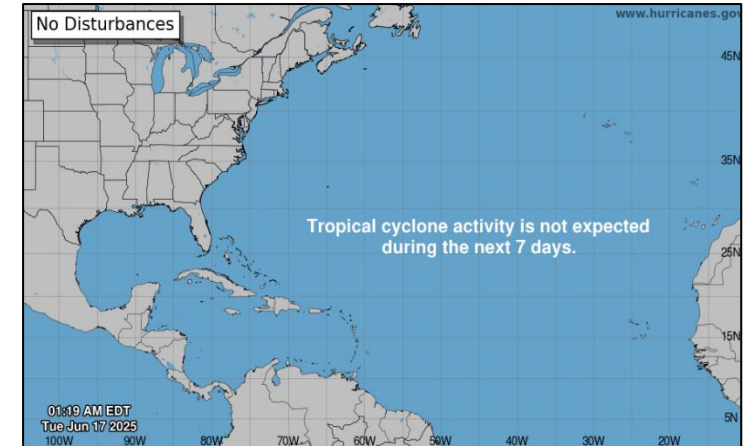 No Disturbances
www.hurricanes.gov
45N
35N
Tropical cyclone activity is not expected
during the next 7 days.
25N
15N
01:19 AM EDT
Tue Jun 17 2025
5N
100W 90W 80W 70W 60W 50W 40W 30W 20W